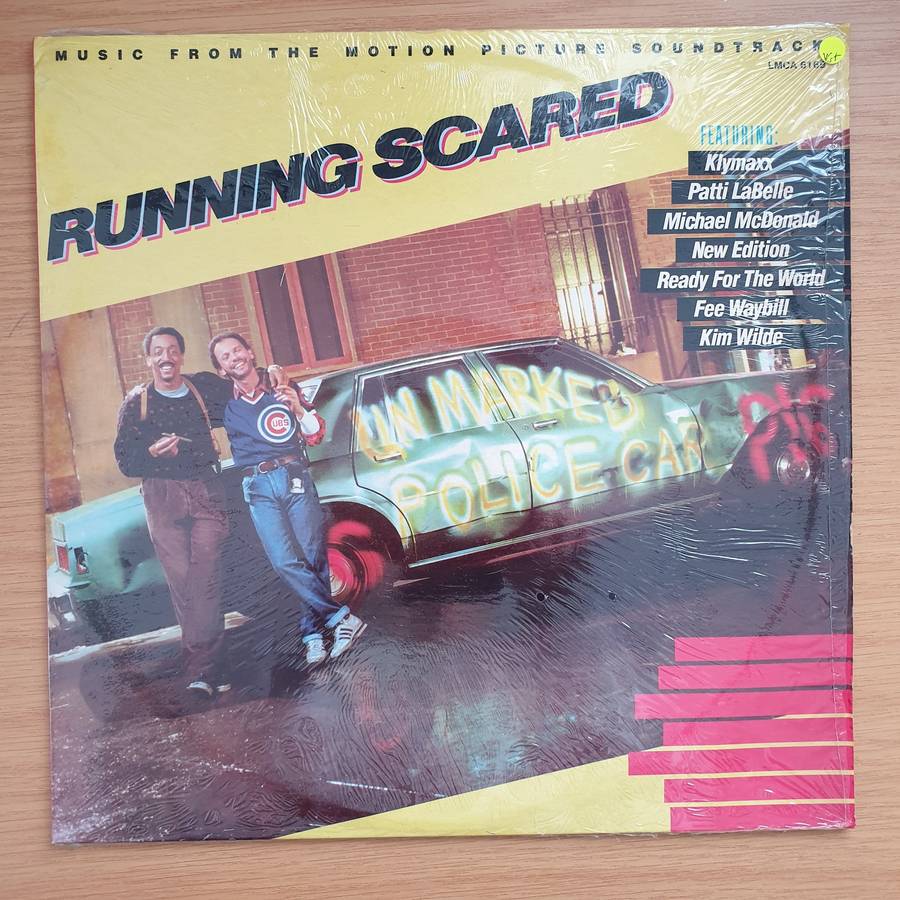 MUSIC FROM THE MOTION PICTURE SOUNDTRACK
LMCA 6169
RUNNING SCARED
FEATURING:
Klymaxx
Patti LaBelle
Michael McDonald
New Edition
Ready For The World
Fee Waybill
Kim Wilde
CUBS
UN MARKED
POLICE CAR